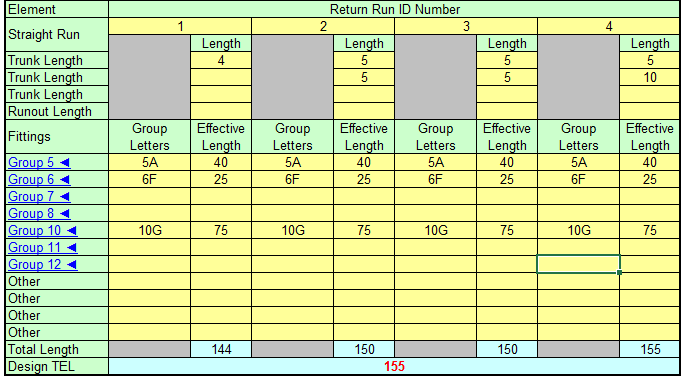 Element Return Run ID Number
Straight Run 1 2 3 4
Length Length Length Length
Trunk Length 4 5 5 5
Trunk Length 5 5 10
Trunk Length
Runout Length
Fittings Group Letters Effective Length Group Letters Effective Length Group Letters Effective Length Group Letters Effective Length
Group 5 ◄ 5A 40 5A 40 5A 40 5A 40
Group 6 ◄ 6F 25 6F 25 6F 25 6F 25
Group 7 ◄
Group 8 ◄
Group 10 ◄ 10G 75 10G 75 10G 75 10G 75
Group 11 ◄
Group 12 ◄
Other
Other
Other
Other
Total Length 144 150 150 155
Design TEL 155